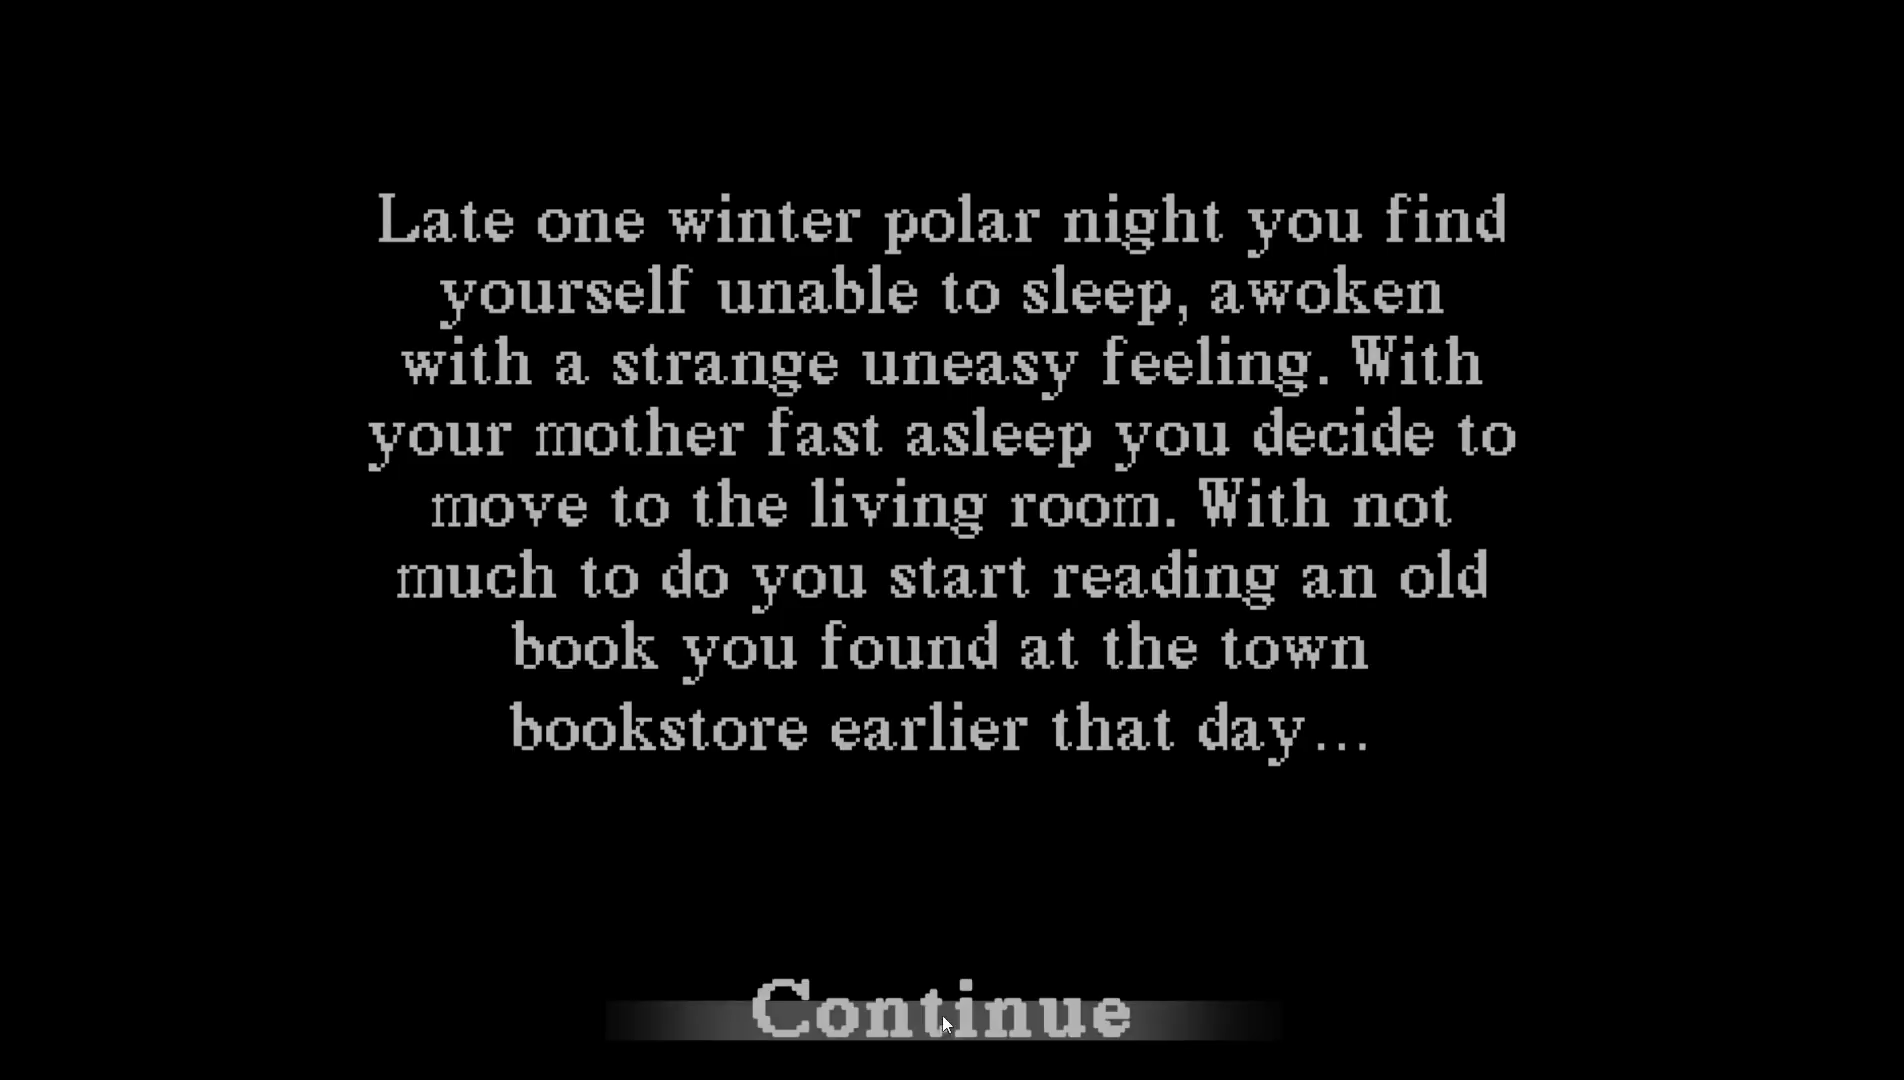 Late one winter polar night you find
yourself unable to sleep, awoken
with a strange uneasy feeling. With
your mother fast asleep you decide to
move to the living room. With not
much to do you start reading an old
book you found at the town
bookstore earlier that day...
Continue